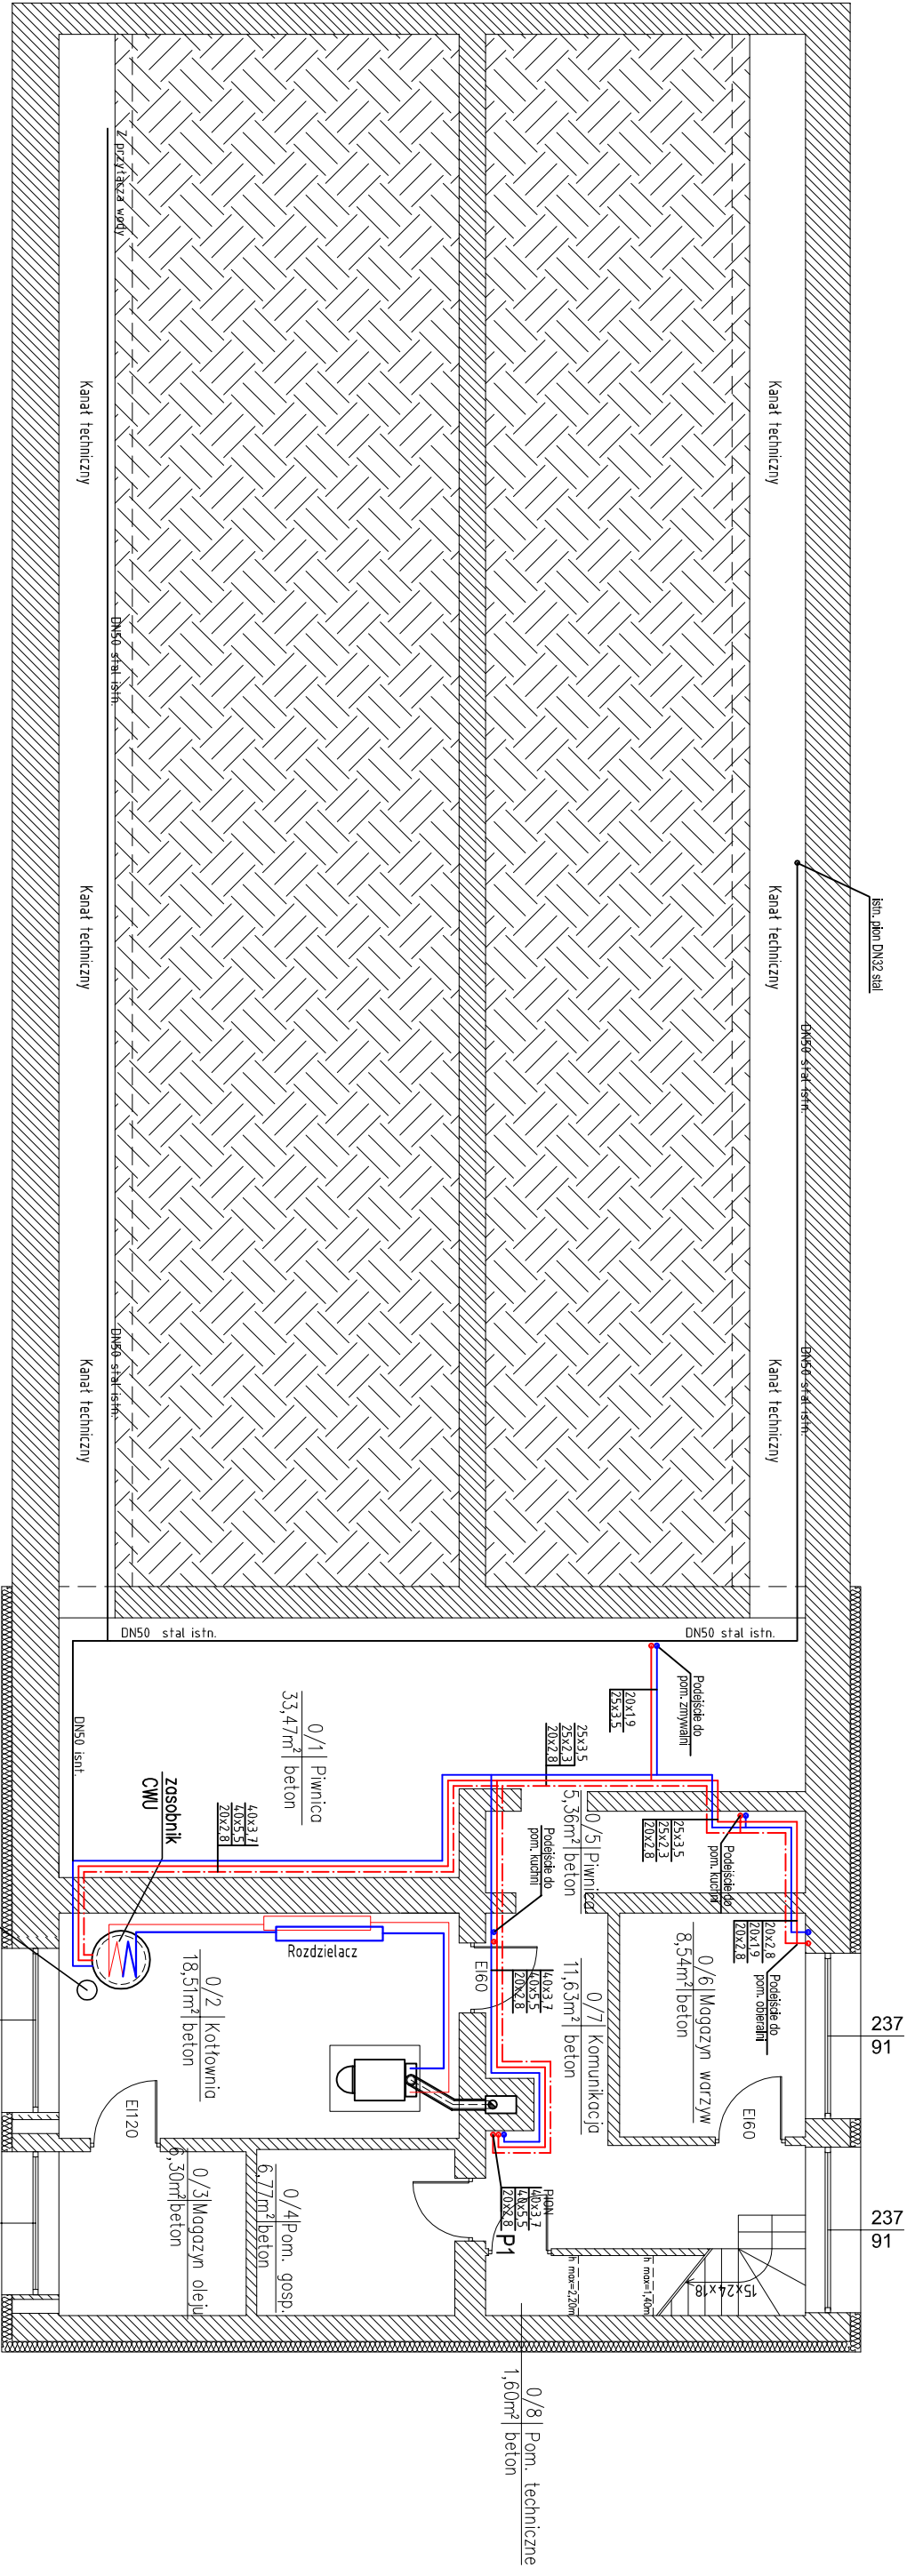 Z przyłącza wody
Kanał techniczny
Kanał techniczny
DN50 stal istn.
istn. pion DN32 stal
Kanał techniczny
Kanał techniczny
DN50 stal istn.
DN50 stal istn.
DN50 stal istn.
Kanał techniczny
Kanał techniczny
DN50 stal istn.
DN50 stal istn.
DN50 isnt.
Podejście do
pom. zmywalni
20x1,9
25x3,5
0/1 Piwnica
33,47m² beton
25x3,5
25x2,3
20x2,8
zasobnik
CWU
40x3,7
40x5,5
20x2,8
0/5 Piwnica
5,36m² beton
25x3,5
25x2,3
20x2,8
Podejście do
pom. kuchni
Podejście do
pom. kuchni
20x2,8
20x1,9
20x2,8
Podejście do
pom. obieralni
Rozdzielacz
EI60
40x3,7
40x5,5
20x2,8
0/7 Komunikacja
11,63m² beton
0/6 Magazyn warzyw
8,54m² beton
237
91
0/2 Kotłownia
18,51m² beton
EI120
EI60
0/3 Magazyn oleju
6,30m² beton
0/4 Pom. gosp.
6,77m² beton
PION
40x3,7
40x5,5
20x2,8
P1
h max=2,20m
h max=1,40m
15x24x18
237
91
0/8 Pom. techniczne
1,60m² beton